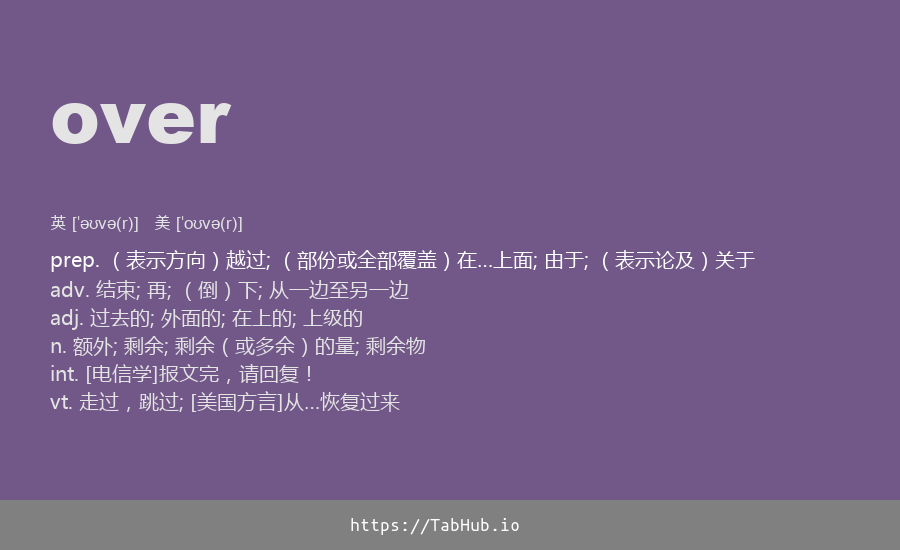 over
英 [ˈəʊvə(r)] 美 [ˈoʊvə(r)]
prep.（表示方向）越过;（部份或全部覆盖）在…上面; 由于;（表示论及）关于
adv. 结束; 再;（倒）下; 从一边至另一边
adj. 过去的; 外面的; 在上的; 上级的
n. 额外; 剩余; 剩余（或多余）的量; 剩余物
int. [电信学]报文完，请回复！
vt. 走过，跳过; [美国方言]从…恢复过来
https://TabHub.io